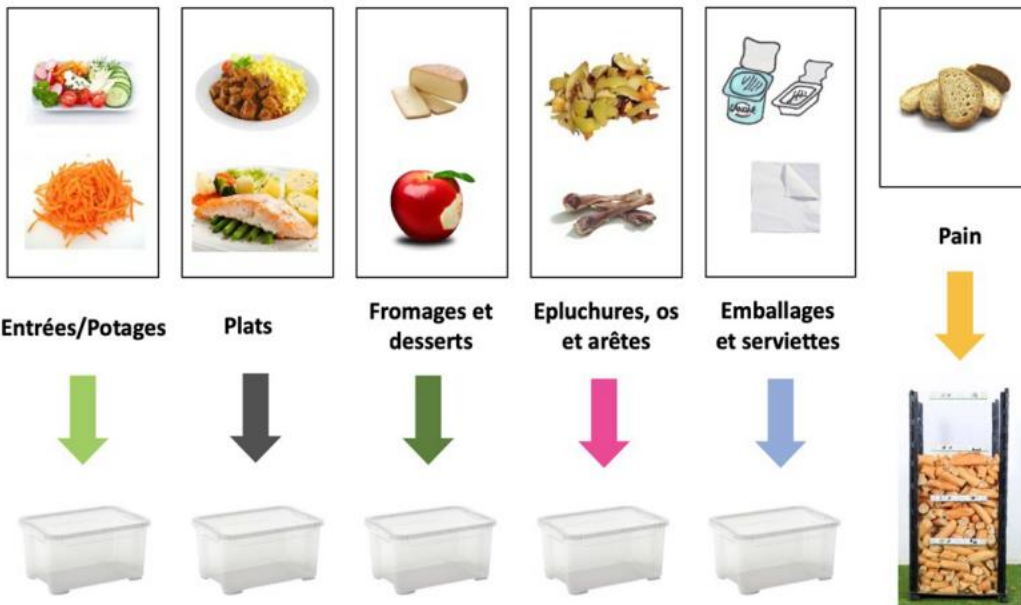 Entrées/Potages
Plats
Fromages et
desserts
Epluchures, os
et arêtes
Emballages
et serviettes
Pain